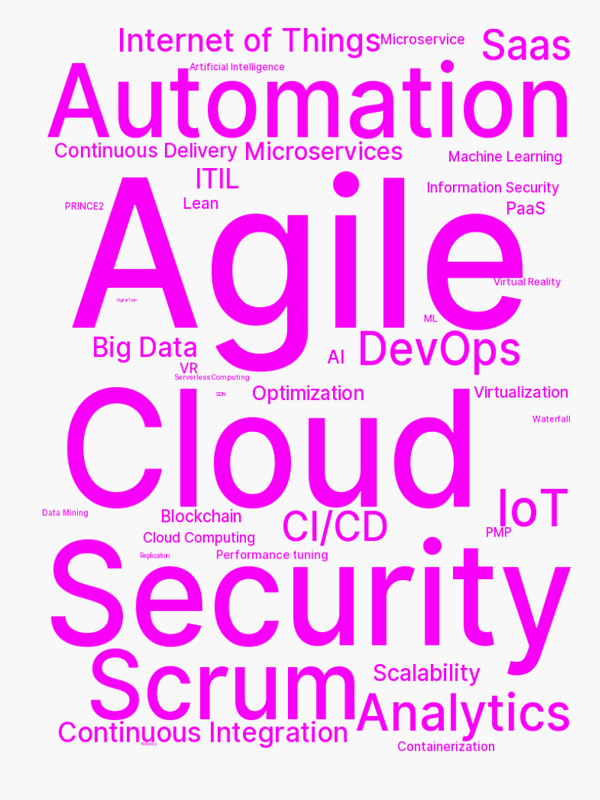 Internet of Things
Microservice
Saas
Artificial Intelligence
Automation
Continuous Delivery
Microservices
Machine Learning
ITIL
Information Security
PRINCE2
Lean
PaaS
Agile
Virtual Reality
Digital Twin
ML
Big Data
AI
DevOps
VR
Serverless Computing
SDN
Optimization
Virtualization
Cloud
Waterfall
IoT
Data Mining
Blockchain
CI/CD
PMP
Cloud Computing
Replication
Performance tuning
Security
Scrum
Scalability
Analytics
Continuous Integration
Containerization